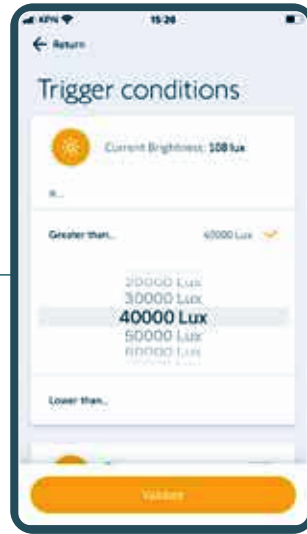 KPN 15:26
← Return
Trigger conditions
Current Brightness: 108 lux
Greater than... 40000 Lux
20000 Lux
30000 Lux
40000 Lux
50000 Lux
60000 Lux
Lower than...
Validate